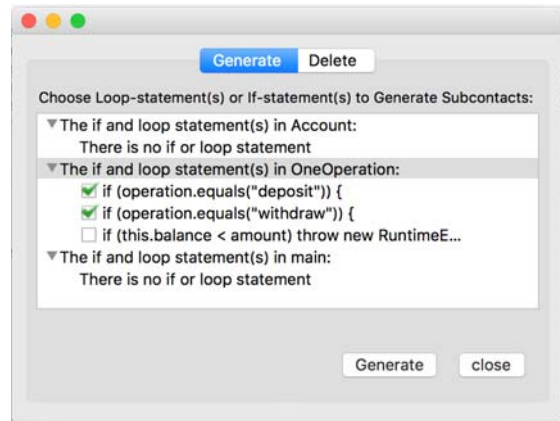 Generate Delete
Choose Loop-statement(s) or If-statement(s) to Generate Subcontacts:
The if and loop statement(s) in Account:
There is no if or loop statement
The if and loop statement(s) in OneOperation:
if (operation.equals("deposit")) {
if (operation.equals("withdraw")) {
if (this.balance < amount) throw new RuntimeE...
The if and loop statement(s) in main:
There is no if or loop statement
Generate close